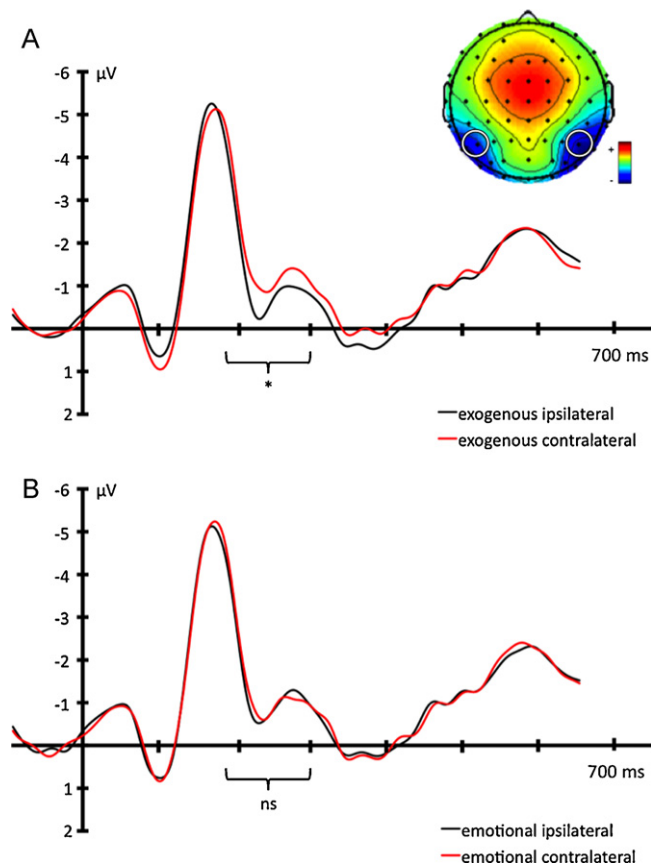 A
-6
µV
-5
-4
-3
-2
-1
1
2
+
-
700 ms
*
exogenous ipsilateral
exogenous contralateral
B
-6
µV
-5
-4
-3
-2
-1
1
2
700 ms
ns
emotional ipsilateral
emotional contralateral